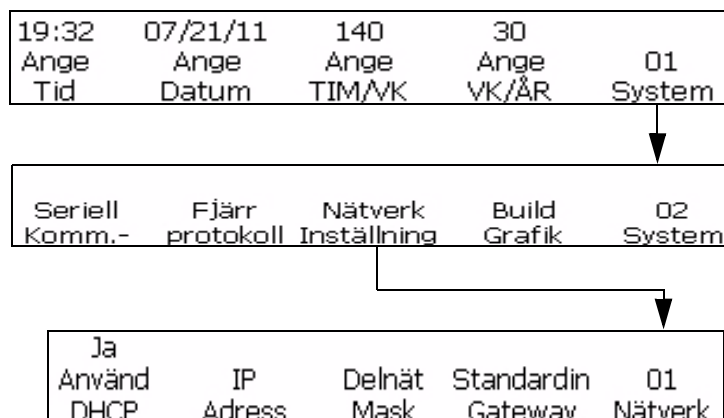 19:32 07/21/11 140 30
Ange Ange Ange Ange 01
Tid Datum TIM/VK VK/ÅR System
Seriell Fjärr Nätverk Build 02
Komm.- protokoll Inställning Grafik System
Ja
Använd IP Delnät Standardin 01
DHCP Adress Mask Gateway Nätverk